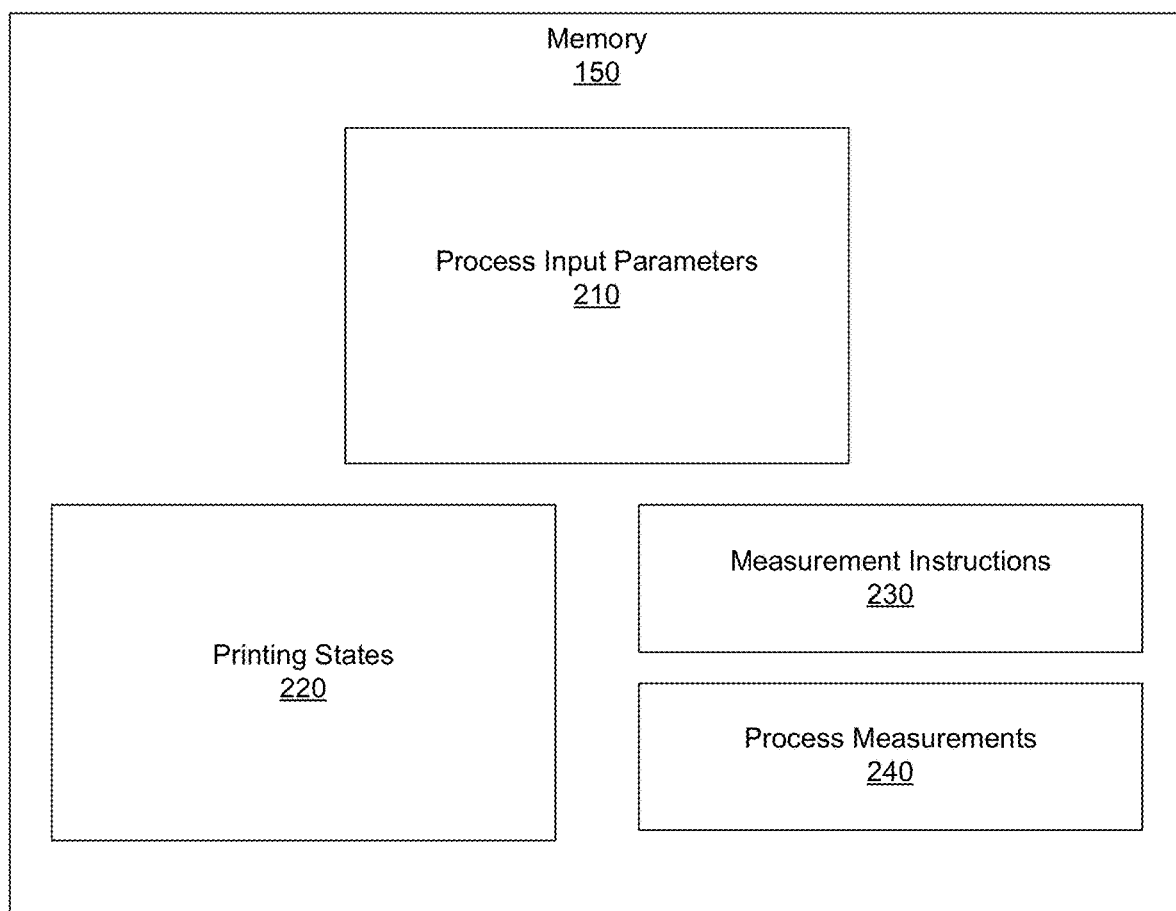 Memory
150
Process Input Parameters
210
Printing States
220
Measurement Instructions
230
Process Measurements
240